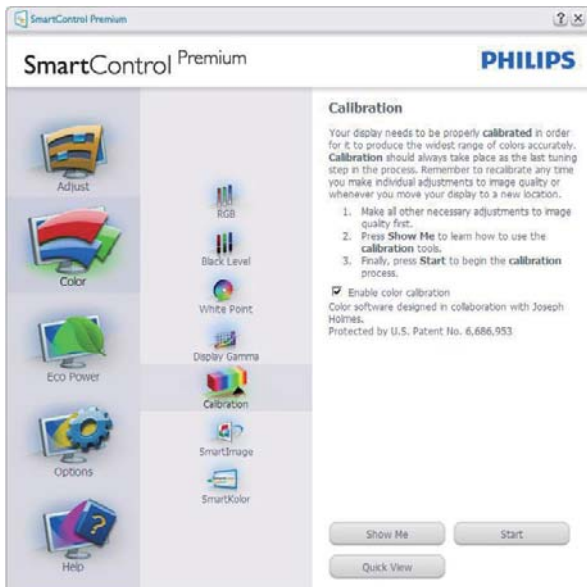 SmartControl Premium
SmartControl Premium
PHILIPS
Adjust
Color
Eco Power
Options
Help
RGB
Black Level
White Point
Display Gamma
Calibration
SmartImage
SmartKolor
Calibration
Your display needs to be properly calibrated in order
for it to produce the widest range of colors accurately.
Calibration should always take place as the last tuning
step in the process. Remember to recalibrate any time
you make individual adjustments to image quality or
whenever you move your display to a new location.
1. Make all other necessary adjustments to image
quality first.
2. Press Show Me to learn how to use the
calibration tools.
3. Finally, press Start to begin the calibration
process.
Enable color calibration
Color software designed in collaboration with Joseph
Holmes.
Protected by U.S. Patent No. 6,686,953
Show Me
Start
Quick View